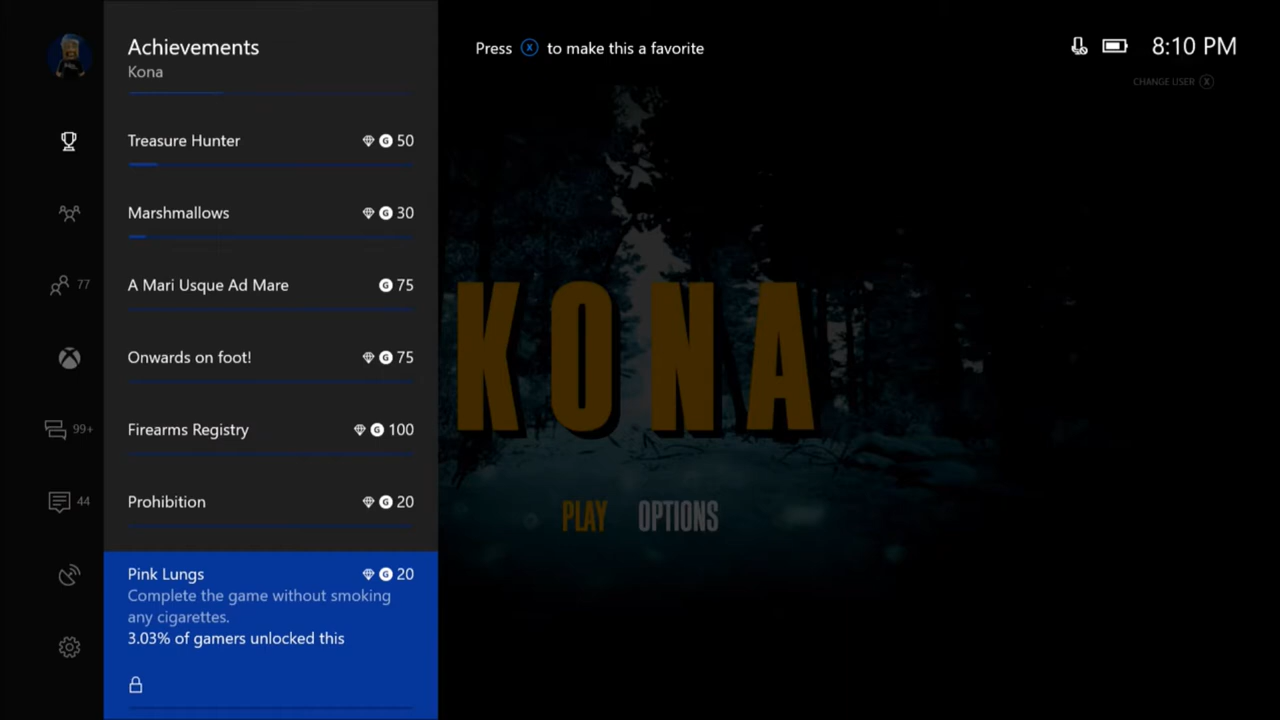 Achievements
Kona
Press X to make this a favorite
8:10 PM
CHANGE USER X
Treasure Hunter G 50
Marshmallows G 30
A Mari Usque Ad Mare G 75
77
Onwards on foot! G 75
Firearms Registry G 100
99+
Prohibition G 20
44
Pink Lungs G 20
Complete the game without smoking
any cigarettes.
3.03% of gamers unlocked this
KONA
PLAY OPTIONS